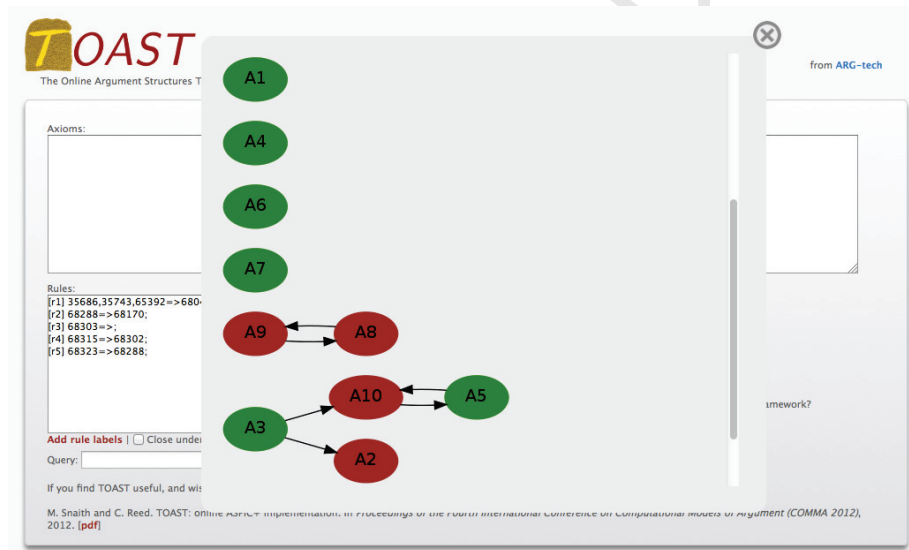 TOAST
The Online Argument Structures T
from ARG-tech
Axioms:
A1
A4
A6
A7
A9
A8
A10
A5
A3
A2
Rules:
[r1] 35686,35743,65392=>680
[r2] 68288=>68170;
[r3] 68303=>;
[r4] 68315=>68302;
[r5] 68323=>68288;
amework?
Add rule labels | Close under
Query:
If you find TOAST useful, and wis
M. Snaith and C. Reed. TOAST: online ASPIC+ implementation. In Proceedings of the Fourth International Conference on Computational Models of Argument (COMMA 2012),
2012. [pdf]